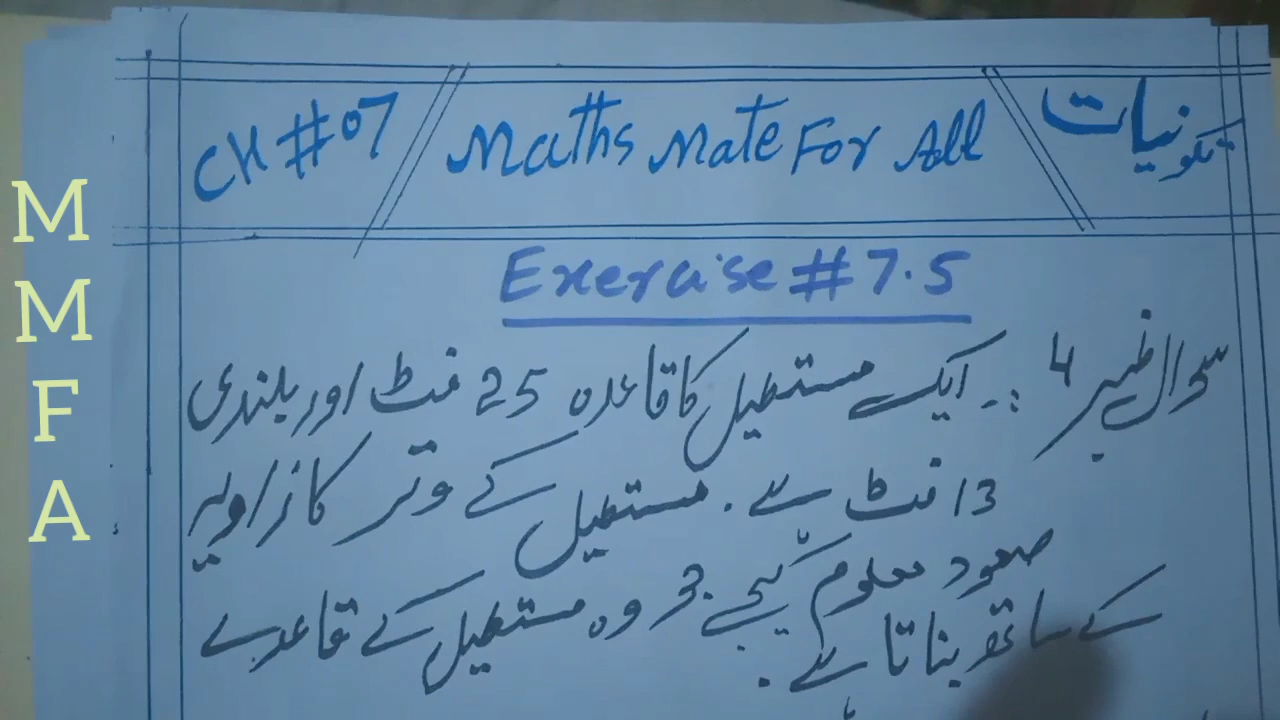 CH #07
Maths Mate For All
تکونیات
Exercise # 7.5
سوال نمبر 4 :۔ ایک مستطیل کا قاعدہ 25 فٹ اور بلندی
13 فٹ ہے۔ مستطیل کے وتر کا زاویہ
صعود معلوم کیجیے جو وہ مستطیل کے قاعدے
کے ساتھ بناتا ہے۔
M
M
F
A